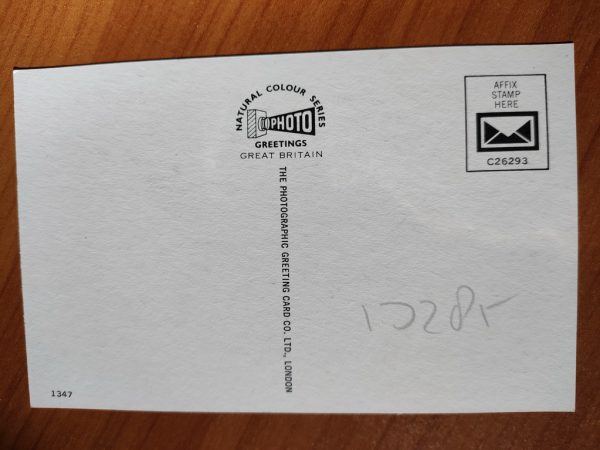 NATURAL COLOUR SERIES
PHOTO
GREETINGS
GREAT BRITAIN
AFFIX
STAMP
HERE
C26293
THE PHOTOGRAPHIC GREETING CARD CO. LTD., LONDON
1347